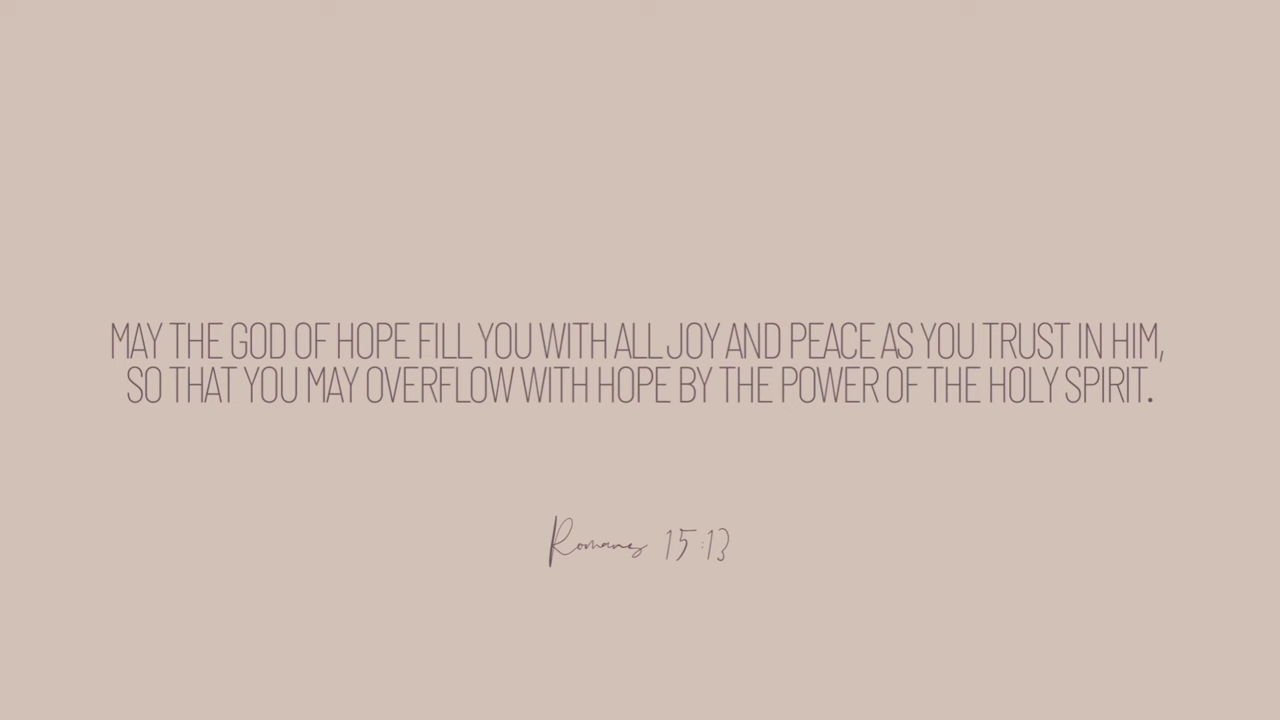 MAY THE GOD OF HOPE FILL YOU WITH ALL JOY AND PEACE AS YOU TRUST IN HIM,
SO THAT YOU MAY OVERFLOW WITH HOPE BY THE POWER OF THE HOLY SPIRIT.
Romans 15:13